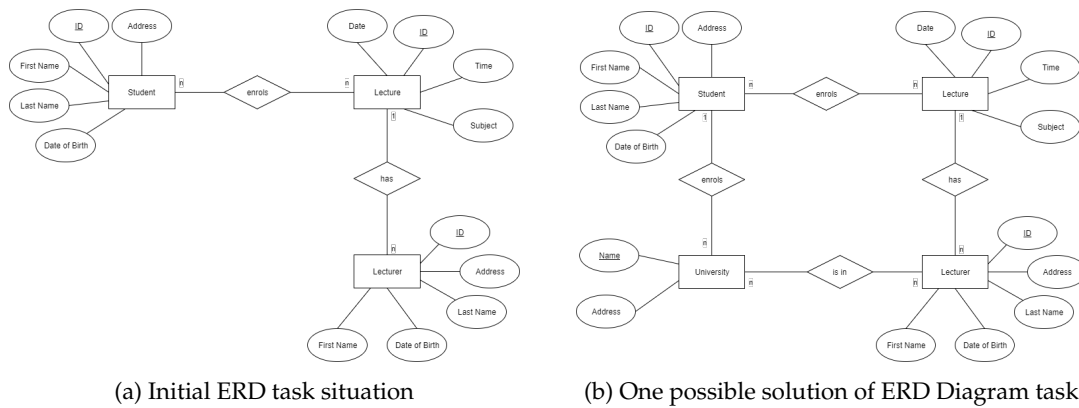 ID
Address
First Name
Last Name
Date of Birth
Student
n
enrols
n
Lecture
Date
ID
Time
Subject
1
has
n
Lecturer
ID
Address
Last Name
First Name
Date of Birth
(a) Initial ERD task situation
ID
Address
First Name
Last Name
Date of Birth
Student
n
enrols
n
Lecture
Date
ID
Time
Subject
1
enrols
n
1
has
n
Name
Address
University
n
is in
n
Lecturer
ID
Address
Last Name
First Name
Date of Birth
(b) One possible solution of ERD Diagram task